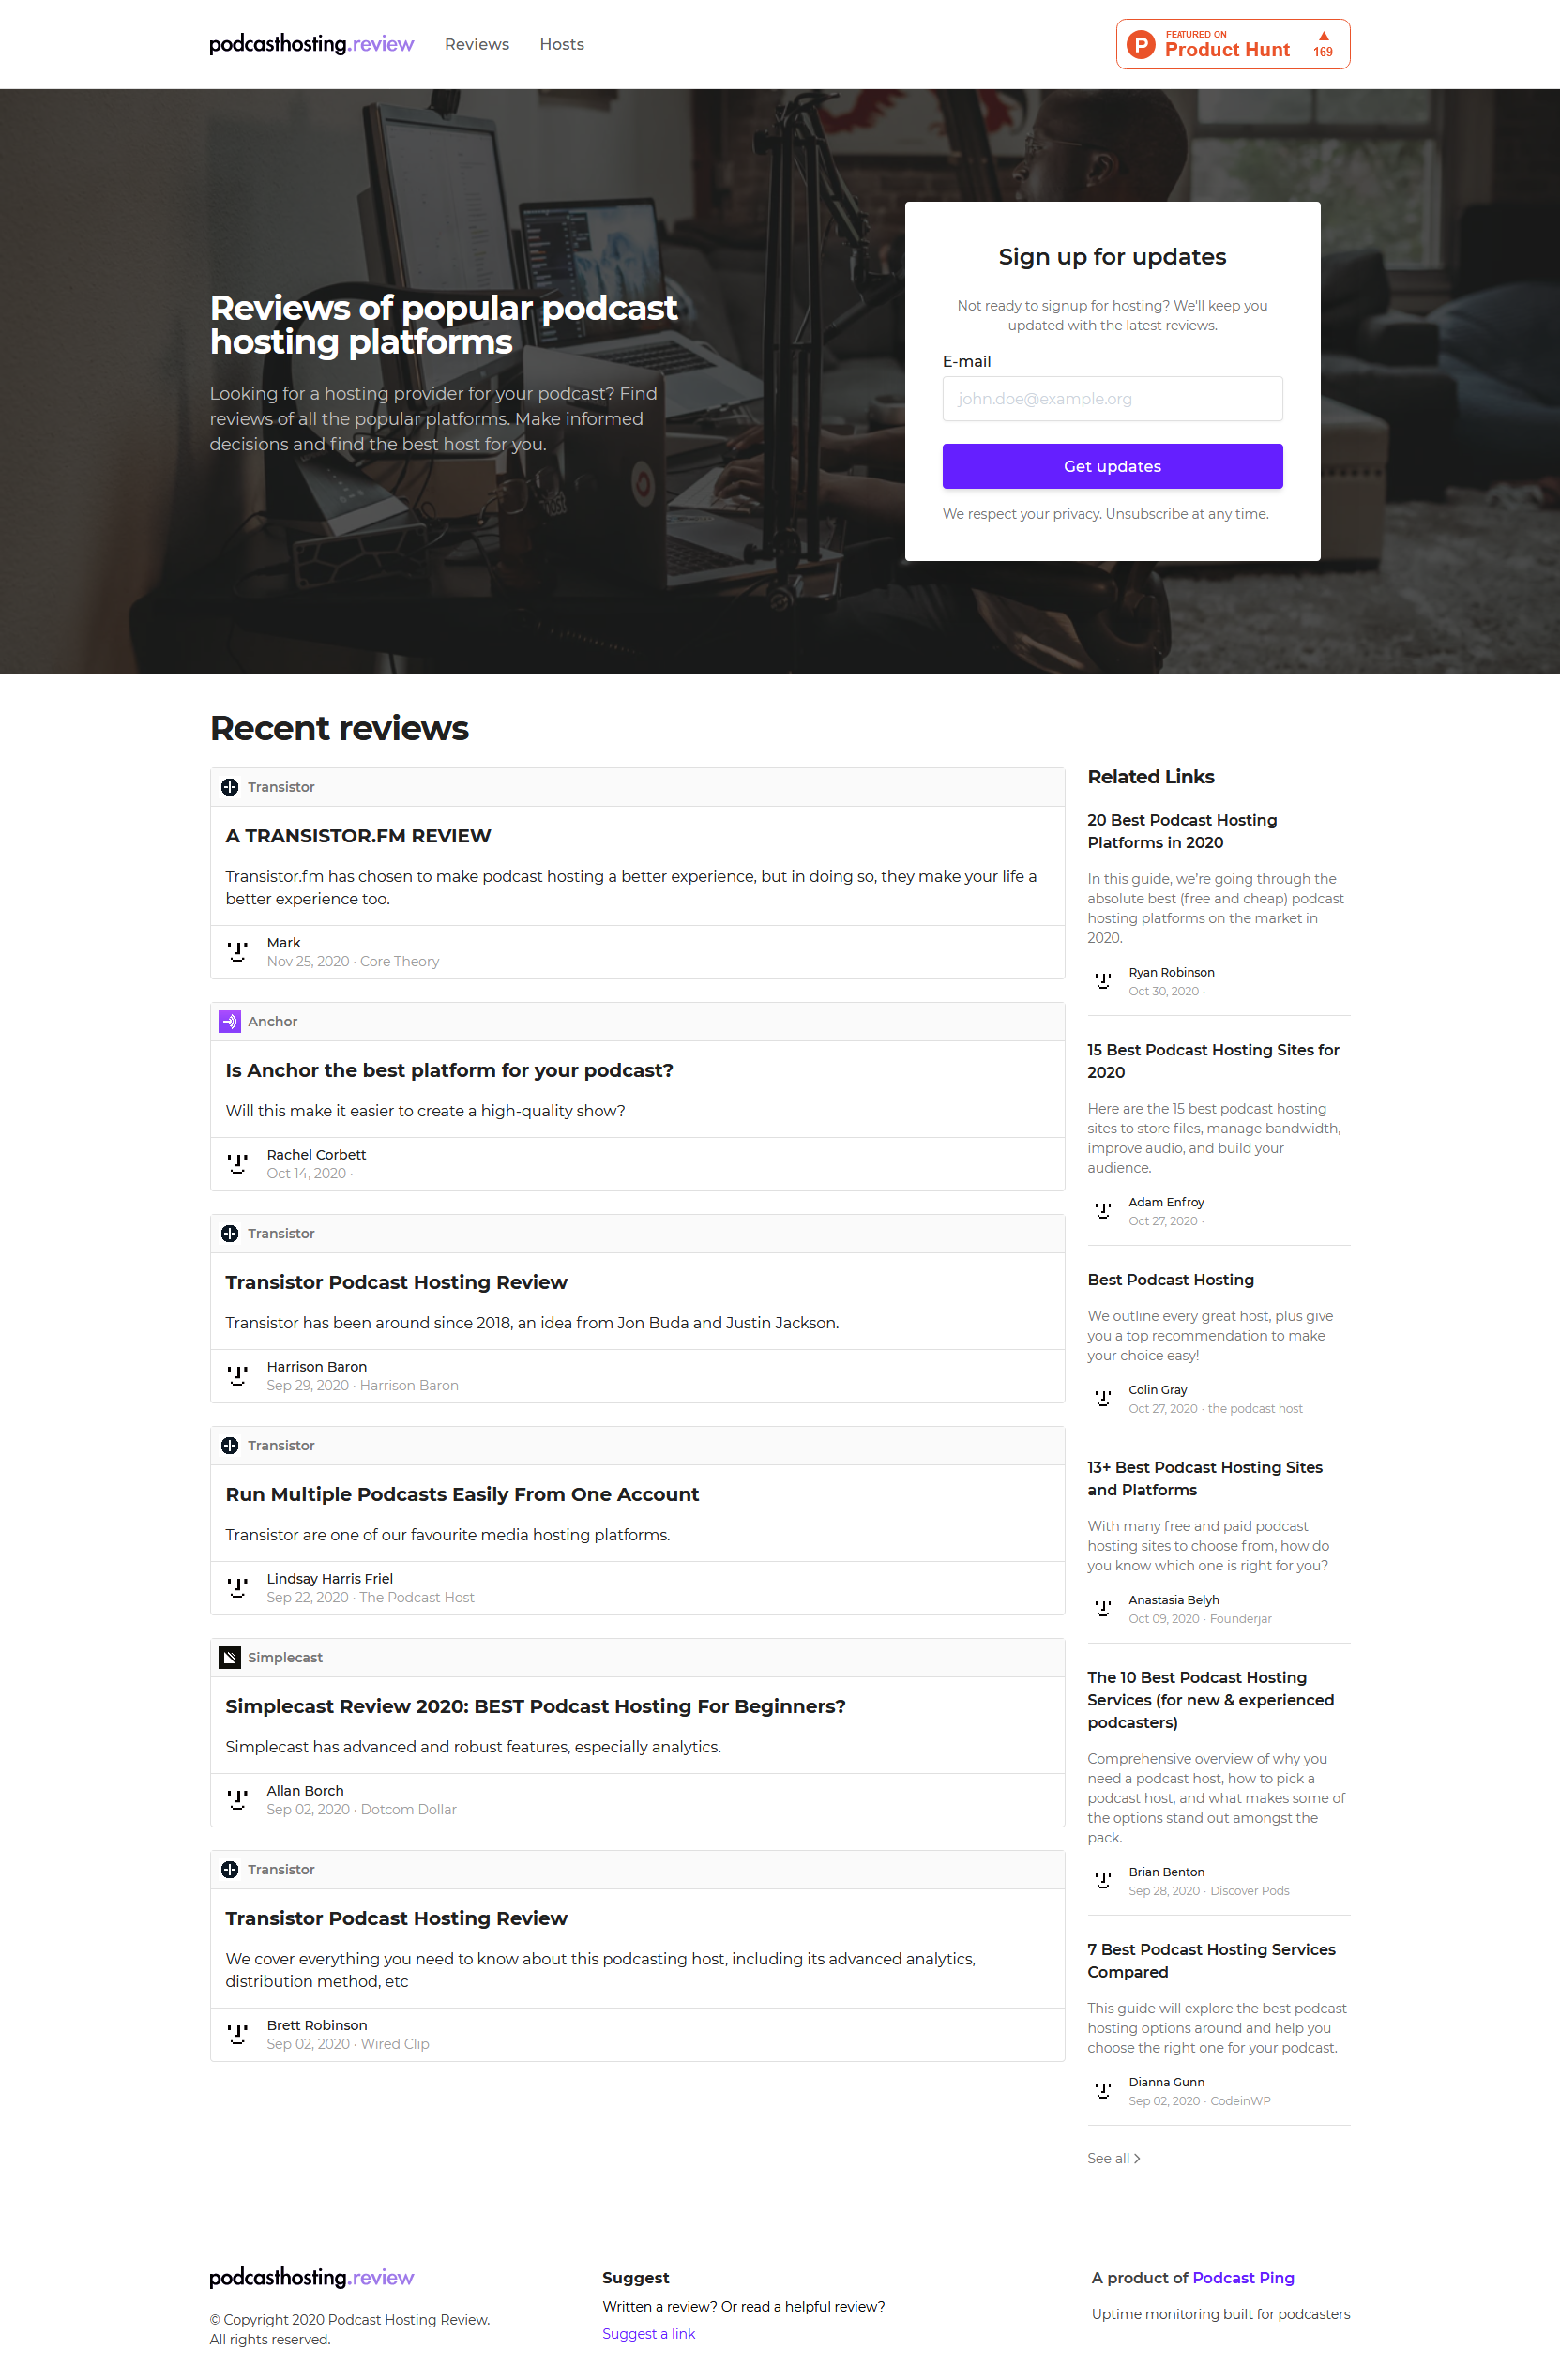 podcasthosting.review
Reviews
Hosts
FEATURED ON
Product Hunt
169
Reviews of popular podcast
hosting platforms
Looking for a hosting provider for your podcast? Find
reviews of all the popular platforms. Make informed
decisions and find the best host for you.
Sign up for updates
Not ready to signup for hosting? We'll keep you
updated with the latest reviews.
E-mail
john.doe@example.org
Get updates
We respect your privacy. Unsubscribe at any time.
Recent reviews
Transistor
A TRANSISTOR.FM REVIEW
Transistor.fm has chosen to make podcast hosting a better experience, but in doing so, they make your life a
better experience too.
Mark
Nov 25, 2020 · Core Theory
Anchor
Is Anchor the best platform for your podcast?
Will this make it easier to create a high-quality show?
Rachel Corbett
Oct 14, 2020 ·
Transistor
Transistor Podcast Hosting Review
Transistor has been around since 2018, an idea from Jon Buda and Justin Jackson.
Harrison Baron
Sep 29, 2020 · Harrison Baron
Transistor
Run Multiple Podcasts Easily From One Account
Transistor are one of our favourite media hosting platforms.
Lindsay Harris Friel
Sep 22, 2020 · The Podcast Host
Simplecast
Simplecast Review 2020: BEST Podcast Hosting For Beginners?
Simplecast has advanced and robust features, especially analytics.
Allan Borch
Sep 02, 2020 · Dotcom Dollar
Transistor
Transistor Podcast Hosting Review
We cover everything you need to know about this podcasting host, including its advanced analytics,
distribution method, etc
Brett Robinson
Sep 02, 2020 · Wired Clip
Related Links
20 Best Podcast Hosting
Platforms in 2020
In this guide, we're going through the
absolute best (free and cheap) podcast
hosting platforms on the market in
2020.
Ryan Robinson
Oct 30, 2020 ·
15 Best Podcast Hosting Sites for
2020
Here are the 15 best podcast hosting
sites to store files, manage bandwidth,
improve audio, and build your
audience.
Adam Enfroy
Oct 27, 2020 ·
Best Podcast Hosting
We outline every great host, plus give
you a top recommendation to make
your choice easy!
Colin Gray
Oct 27, 2020 · the podcast host
13+ Best Podcast Hosting Sites
and Platforms
With many free and paid podcast
hosting sites to choose from, how do
you know which one is right for you?
Anastasia Belyh
Oct 09, 2020 · Founderjar
The 10 Best Podcast Hosting
Services (for new & experienced
podcasters)
Comprehensive overview of why you
need a podcast host, how to pick a
podcast host, and what makes some of
the options stand out amongst the
pack.
Brian Benton
Sep 28, 2020 · Discover Pods
7 Best Podcast Hosting Services
Compared
This guide will explore the best podcast
hosting options around and help you
choose the right one for your podcast.
Dianna Gunn
Sep 02, 2020 · CodeinWP
See all
podcasthosting.review
© Copyright 2020 Podcast Hosting Review.
All rights reserved.
Suggest
Written a review? Or read a helpful review?
Suggest a link
A product of Podcast Ping
Uptime monitoring built for podcasters